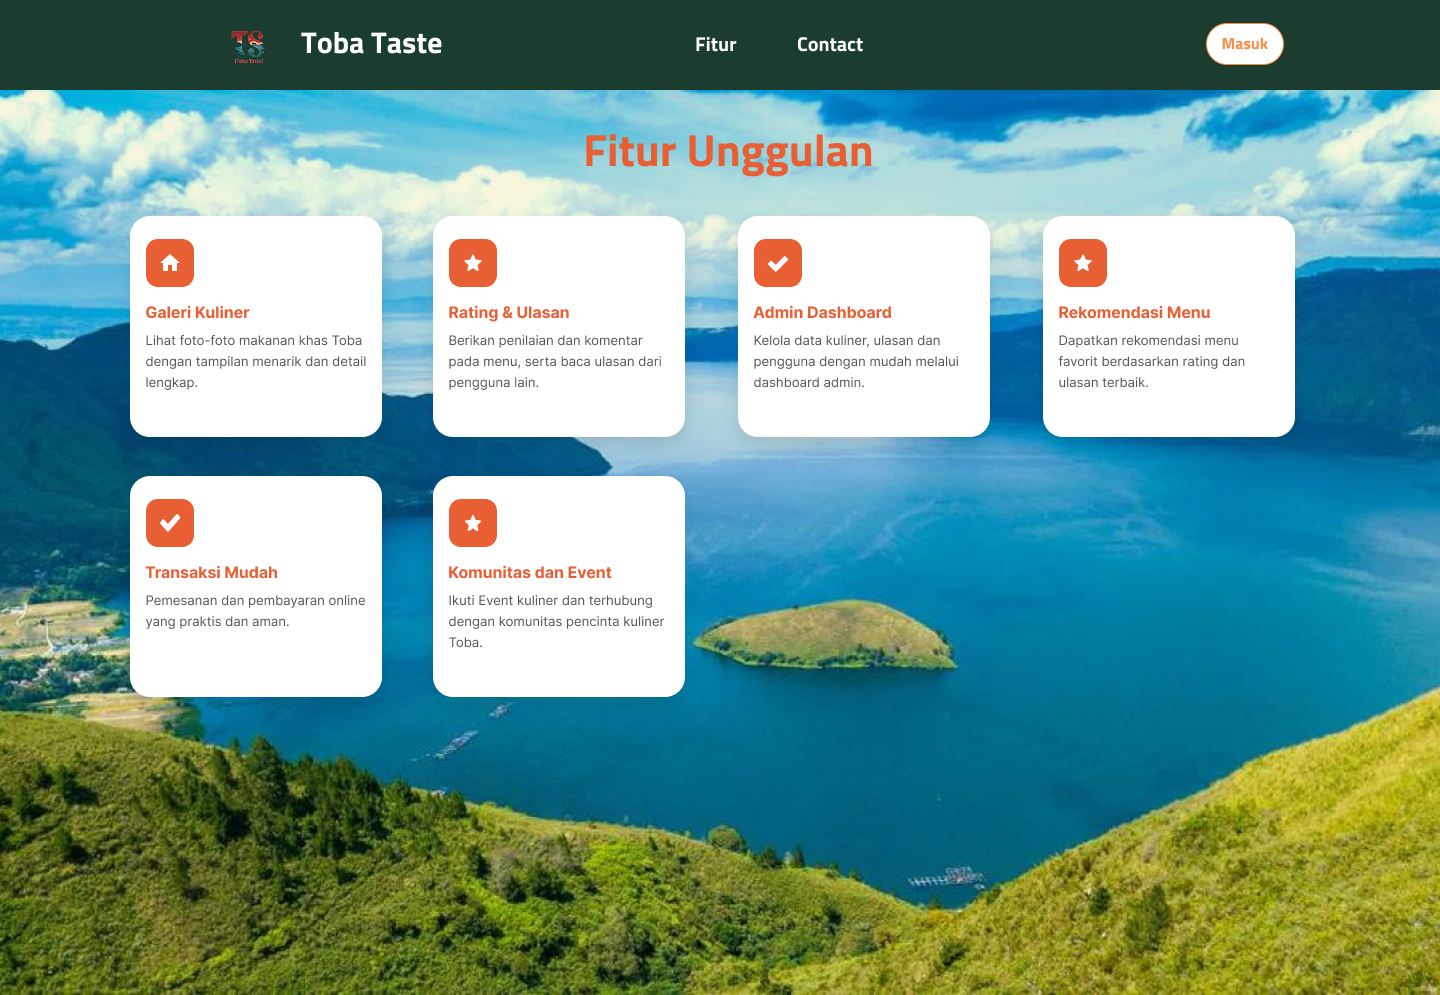 TS
(Toba Taste)
Toba Taste
Fitur
Contact
Masuk
Fitur Unggulan
Galeri Kuliner
Lihat foto-foto makanan khas Toba
dengan tampilan menarik dan detail
lengkap.
Rating & Ulasan
Berikan penilaian dan komentar
pada menu, serta baca ulasan dari
pengguna lain.
Admin Dashboard
Kelola data kuliner, ulasan dan
pengguna dengan mudah melalui
dashboard admin.
Rekomendasi Menu
Dapatkan rekomendasi menu
favorit berdasarkan rating dan
ulasan terbaik.
Transaksi Mudah
Pemesanan dan pembayaran online
yang praktis dan aman.
Komunitas dan Event
Ikuti Event kuliner dan terhubung
dengan komunitas pencinta kuliner
Toba.